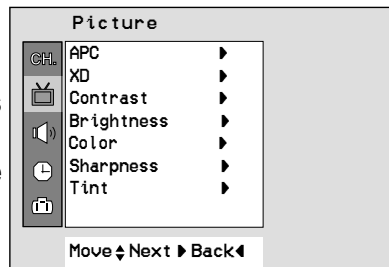 Picture
CH.
APC
XD
Contrast
Brightness
Color
Sharpness
Tint
Move Next Back